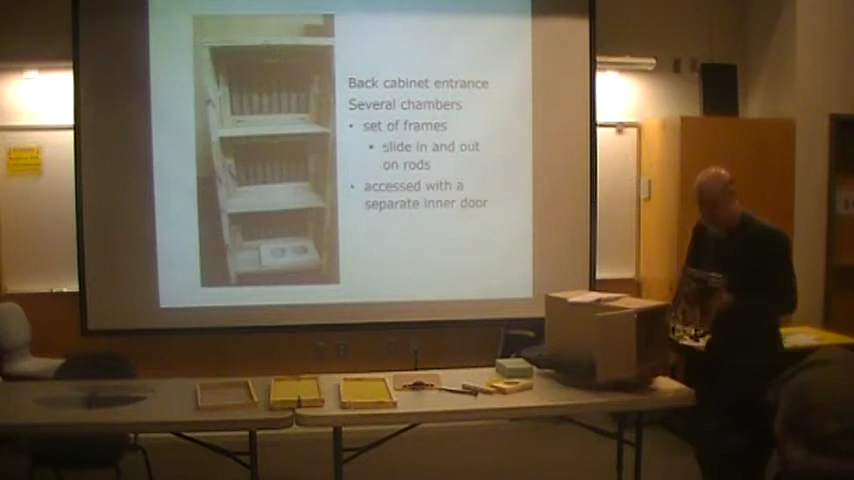 Back cabinet entrance
Several chambers
• set of frames
• slide in and out
on rods
• accessed with a
separate inner door